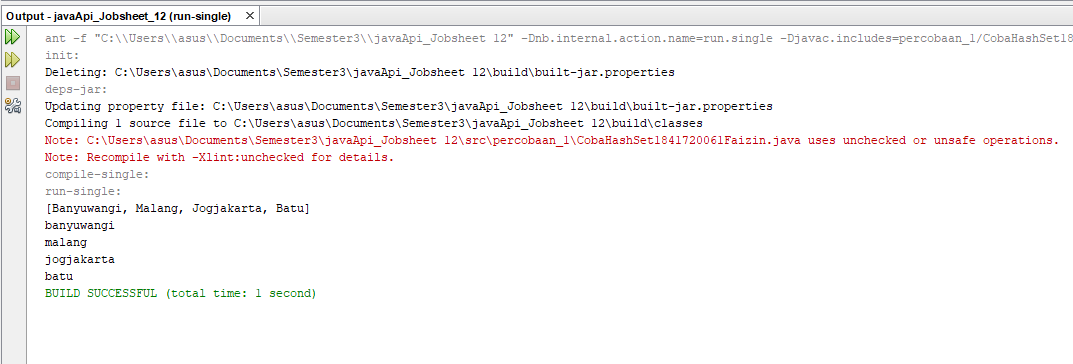 Output - javaApi_Jobsheet_12 (run-single) ×
ant -f "C:\\Users\\asus\\Documents\\Semester3\\javaApi_Jobsheet 12" -Dnb.internal.action.name=run.single -Djavac.includes=percobaan_1/CobaHashSet18
init:
Deleting: C:\Users\asus\Documents\Semester3\javaApi_Jobsheet 12\build\built-jar.properties
deps-jar:
Updating property file: C:\Users\asus\Documents\Semester3\javaApi_Jobsheet 12\build\built-jar.properties
Compiling 1 source file to C:\Users\asus\Documents\Semester3\javaApi_Jobsheet 12\build\classes
Note: C:\Users\asus\Documents\Semester3\javaApi_Jobsheet 12\src\percobaan_1\CobaHashSet1841720061Faizin.java uses unchecked or unsafe operations.
Note: Recompile with -Xlint:unchecked for details.
compile-single:
run-single:
[Banyuwangi, Malang, Jogjakarta, Batu]
banyuwangi
malang
jogjakarta
batu
BUILD SUCCESSFUL (total time: 1 second)